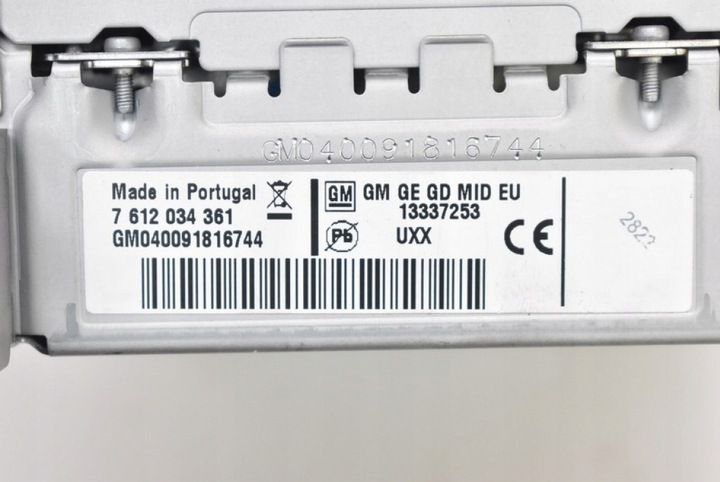 GM040091816744
Made in Portugal
7 612 034 361
GM040091816744
GM GM GE GD MID EU
13337253
Pb UXX
CE
2822